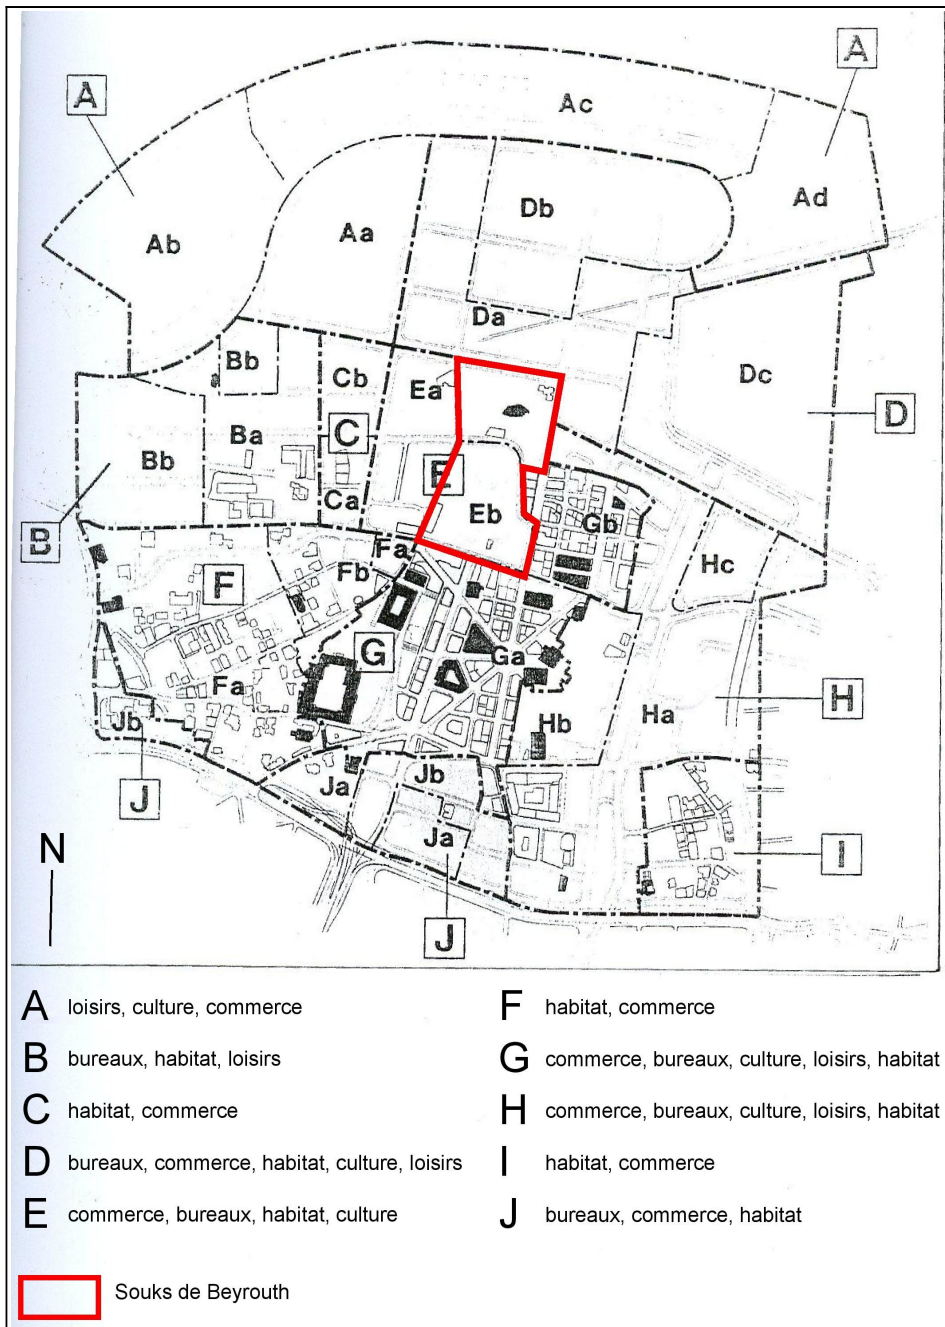 A
A
Ac
Ad
Db
Aa
Ab
Da
Bb
Cb
Ea
Dc
D
Ba
C
Bb
E
Ca
Eb
Gb
B
Fa
Fb
Hc
F
G
Ga
Fa
H
Ha
Jb
Hb
Jb
Ja
J
Ja
N
I
J
A loisirs, culture, commerce
B bureaux, habitat, loisirs
C habitat, commerce
D bureaux, commerce, habitat, culture, loisirs
E commerce, bureaux, habitat, culture
F habitat, commerce
G commerce, bureaux, culture, loisirs, habitat
H commerce, bureaux, culture, loisirs, habitat
I habitat, commerce
J bureaux, commerce, habitat
Souks de Beyrouth